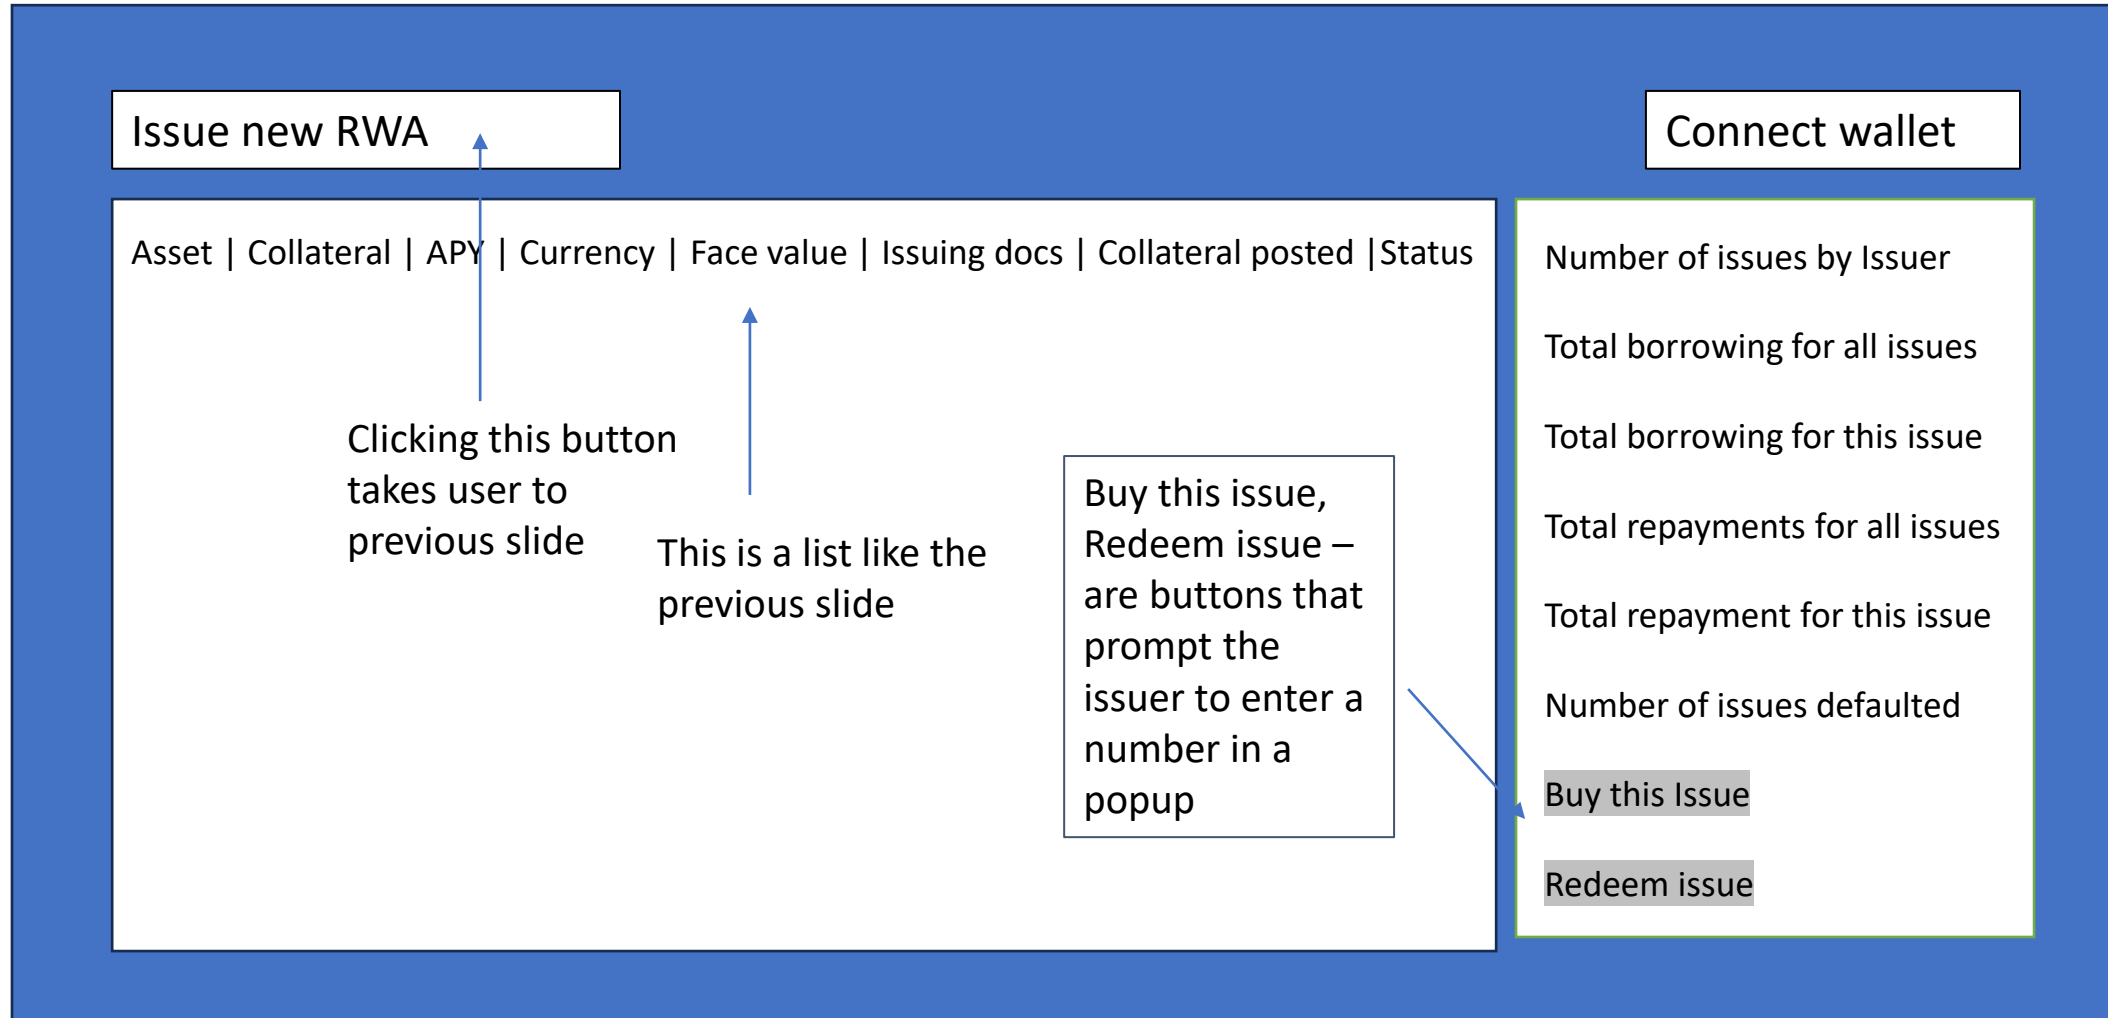 Issue new RWA
Connect wallet
Asset | Collateral | APY | Currency | Face value | Issuing docs | Collateral posted |Status
Clicking this button
takes user to
previous slide
This is a list like the
previous slide
Buy this issue,
Redeem issue –
are buttons that
prompt the
issuer to enter a
number in a
popup
Number of issues by Issuer
Total borrowing for all issues
Total borrowing for this issue
Total repayments for all issues
Total repayment for this issue
Number of issues defaulted
Buy this Issue
Redeem issue